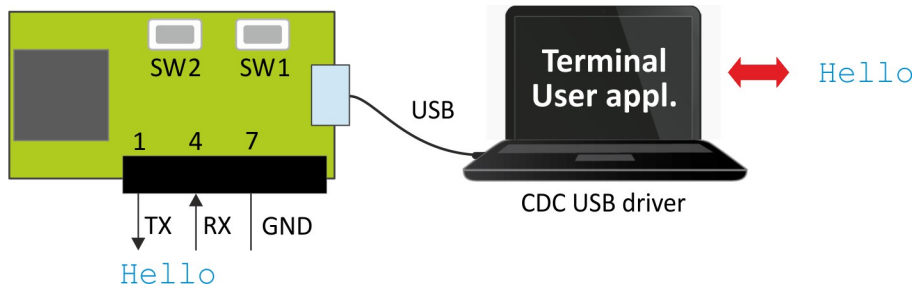 SW2 SW1
1 4 7
TX RX GND
Hello
USB
Terminal
User appl.
CDC USB driver
Hello